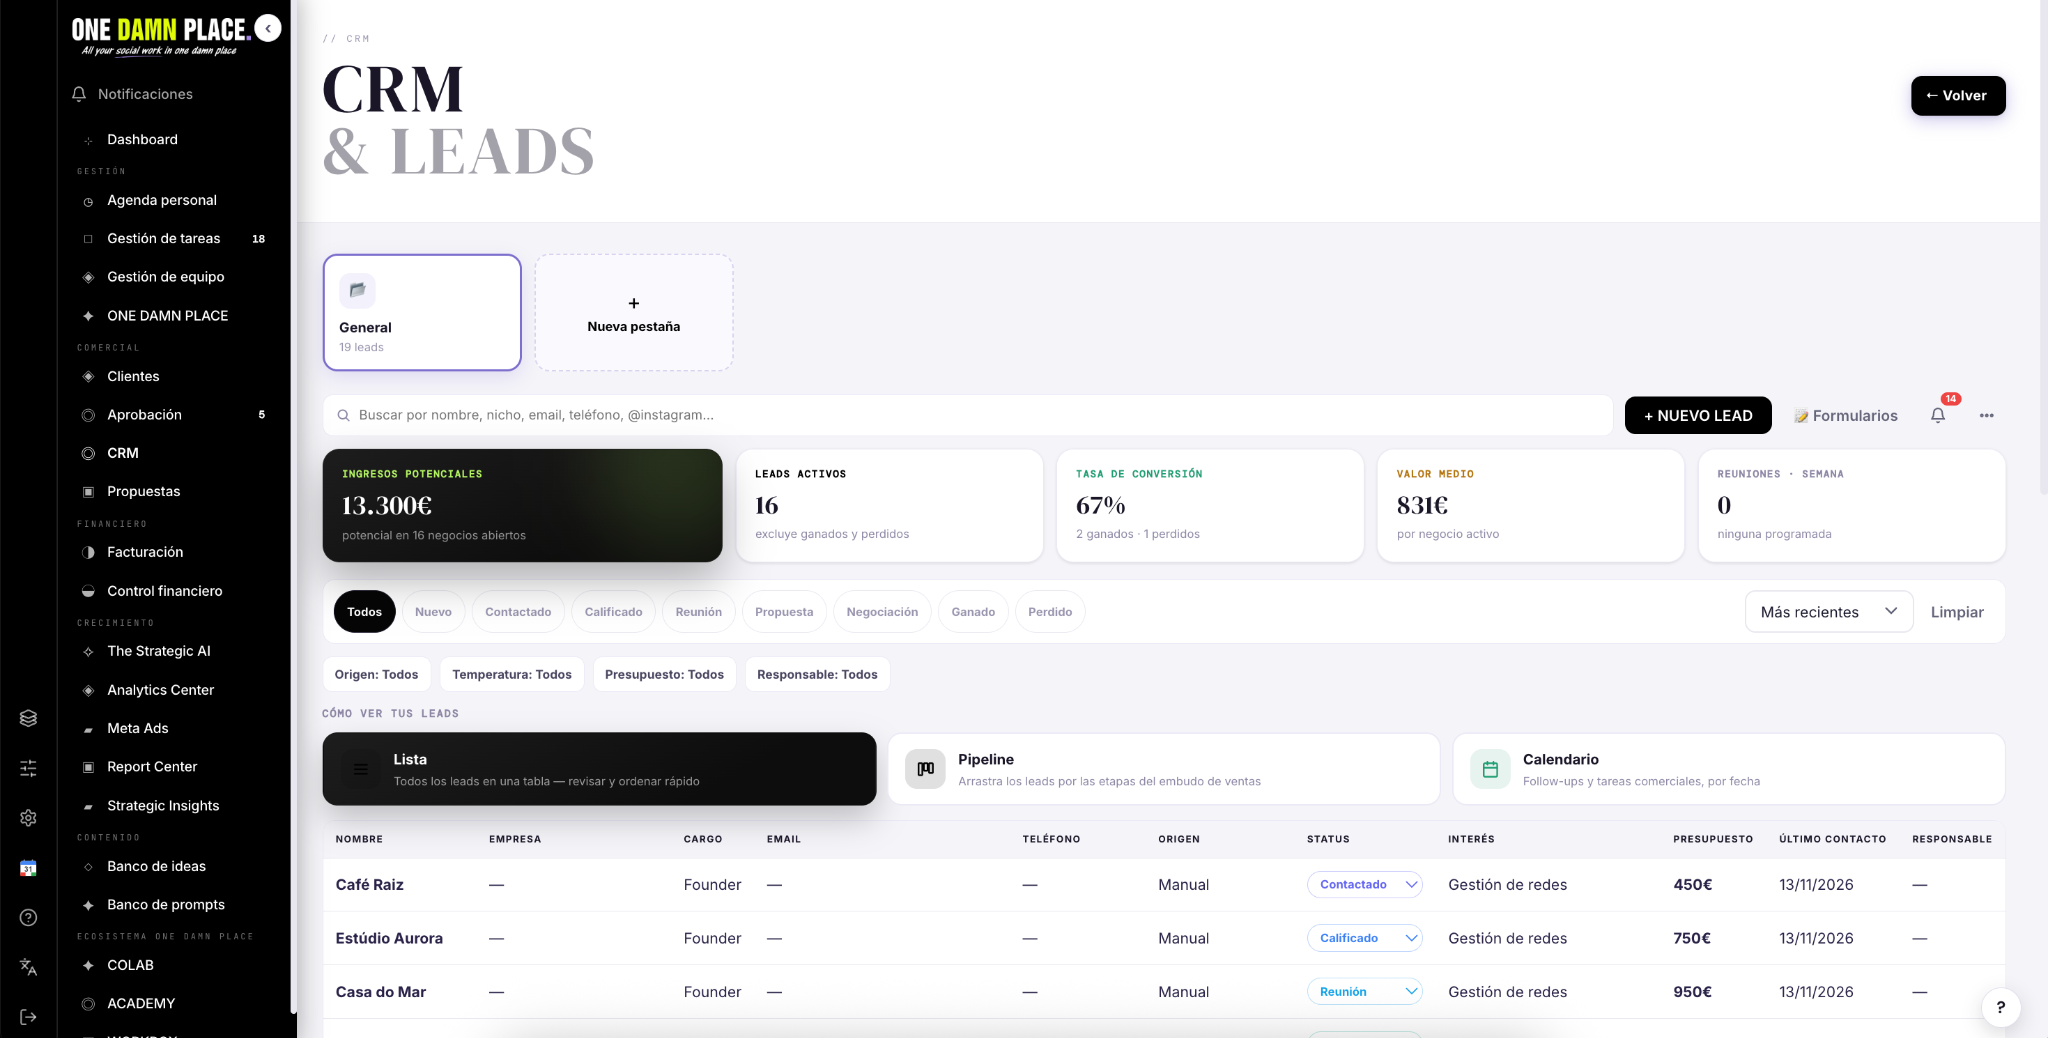 ONE DAMN PLACE.
All your social work in one damn place
Notificaciones
Dashboard
GESTIÓN
Agenda personal
Gestión de tareas 18
Gestión de equipo
ONE DAMN PLACE
COMERCIAL
Clientes
Aprobación 5
CRM
Propuestas
FINANCIERO
Facturación
Control financiero
CRECIMIENTO
The Strategic AI
Analytics Center
Meta Ads
Report Center
Strategic Insights
CONTENIDO
Banco de ideas
Banco de prompts
ECOSISTEMA ONE DAMN PLACE
COLAB
ACADEMY
// CRM
CRM
& LEADS
← Volver
General
19 leads
+
Nueva pestaña
Buscar por nombre, nicho, email, teléfono, @instagram...
+ NUEVO LEAD
Formularios
14
INGRESOS POTENCIALES
13.300€
potencial en 16 negocios abiertos
LEADS ACTIVOS
16
excluye ganados y perdidos
TASA DE CONVERSIÓN
67%
2 ganados · 1 perdidos
VALOR MEDIO
831€
por negocio activo
REUNIONES · SEMANA
0
ninguna programada
Todos Nuevo Contactado Calificado Reunión Propuesta Negociación Ganado Perdido
Más recientes
Limpiar
Origen: Todos Temperatura: Todos Presupuesto: Todos Responsable: Todos
CÓMO VER TUS LEADS
Lista
Todos los leads en una tabla — revisar y ordenar rápido
Pipeline
Arrastra los leads por las etapas del embudo de ventas
Calendario
Follow-ups y tareas comerciales, por fecha
NOMBRE EMPRESA CARGO EMAIL TELÉFONO ORIGEN STATUS INTERÉS PRESUPUESTO ÚLTIMO CONTACTO RESPONSABLE
Café Raiz — Founder — — Manual Contactado Gestión de redes 450€ 13/11/2026 —
Estúdio Aurora — Founder — — Manual Calificado Gestión de redes 750€ 13/11/2026 —
Casa do Mar — Founder — — Manual Reunión Gestión de redes 950€ 13/11/2026 —
?